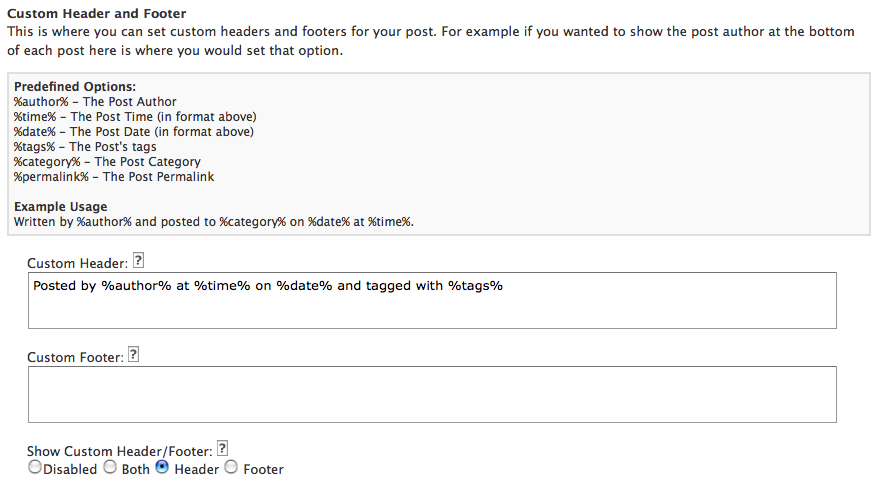 Custom Header and Footer
This is where you can set custom headers and footers for your post. For example if you wanted to show the post author at the bottom
of each post here is where you would set that option.
Predefined Options:
%author% – The Post Author
%time% – The Post Time (in format above)
%date% – The Post Date (in format above)
%tags% – The Post's tags
%category% – The Post Category
%permalink% – The Post Permalink
Example Usage
Written by %author% and posted to %category% on %date% at %time%.
Custom Header: ?
Posted by %author% at %time% on %date% and tagged with %tags%
Custom Footer: ?
Show Custom Header/Footer: ?
Disabled Both Header Footer